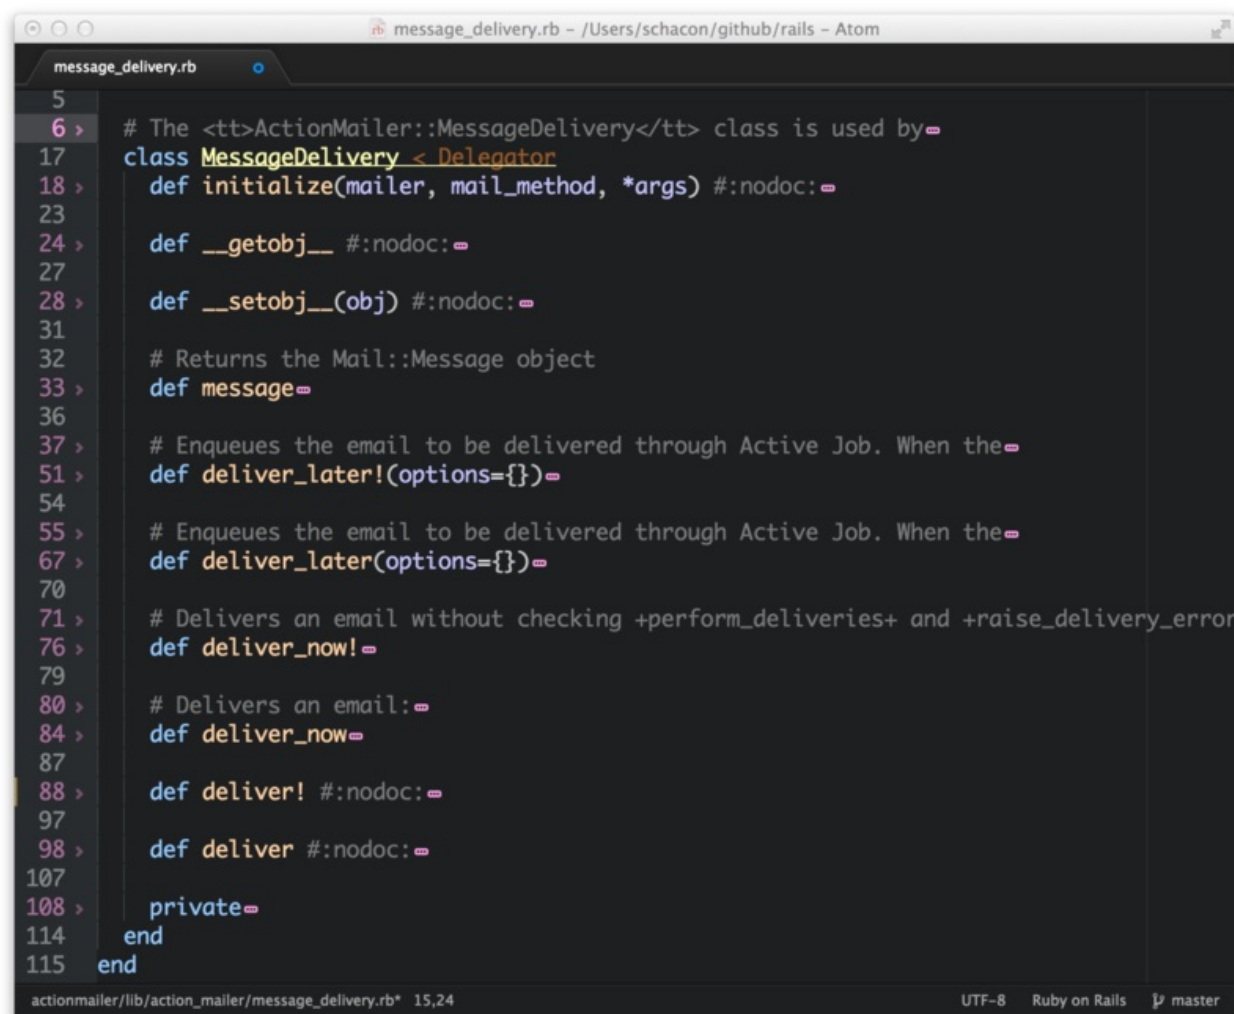 rb message_delivery.rb – /Users/schacon/github/rails – Atom
message_delivery.rb
5
6 # The <tt>ActionMailer::MessageDelivery</tt> class is used by
17 class MessageDelivery < Delegator
18 def initialize(mailer, mail_method, *args) #:nodoc:
23
24 def __getobj__ #:nodoc:
27
28 def __setobj__(obj) #:nodoc:
31
32 # Returns the Mail::Message object
33 def message
36
37 # Enqueues the email to be delivered through Active Job. When the
51 def deliver_later!(options={})
54
55 # Enqueues the email to be delivered through Active Job. When the
67 def deliver_later(options={})
70
71 # Delivers an email without checking +perform_deliveries+ and +raise_delivery_error
76 def deliver_now!
79
80 # Delivers an email:
84 def deliver_now
87
88 def deliver! #:nodoc:
97
98 def deliver #:nodoc:
107
108 private
114 end
115 end
actionmailer/lib/action_mailer/message_delivery.rb* 15,24 UTF-8 Ruby on Rails master